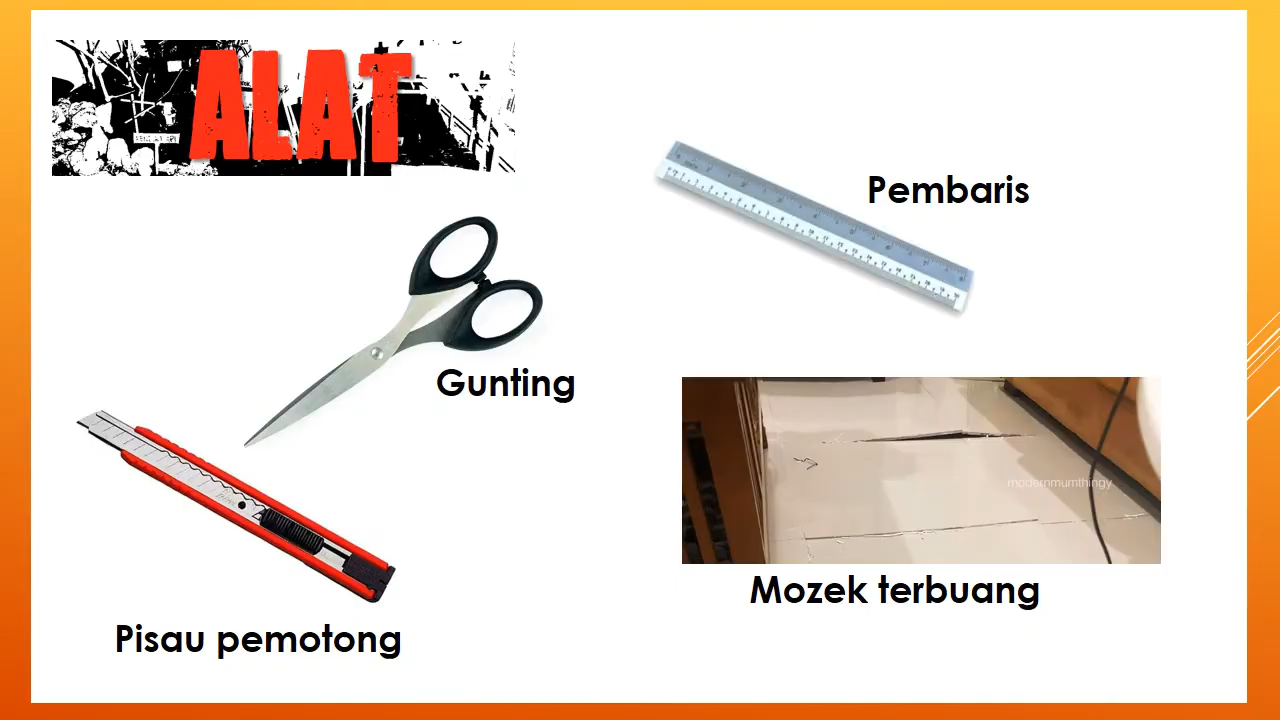 ALAT
Pembaris
Gunting
modernmumthingy
Mozek terbuang
Pisau pemotong